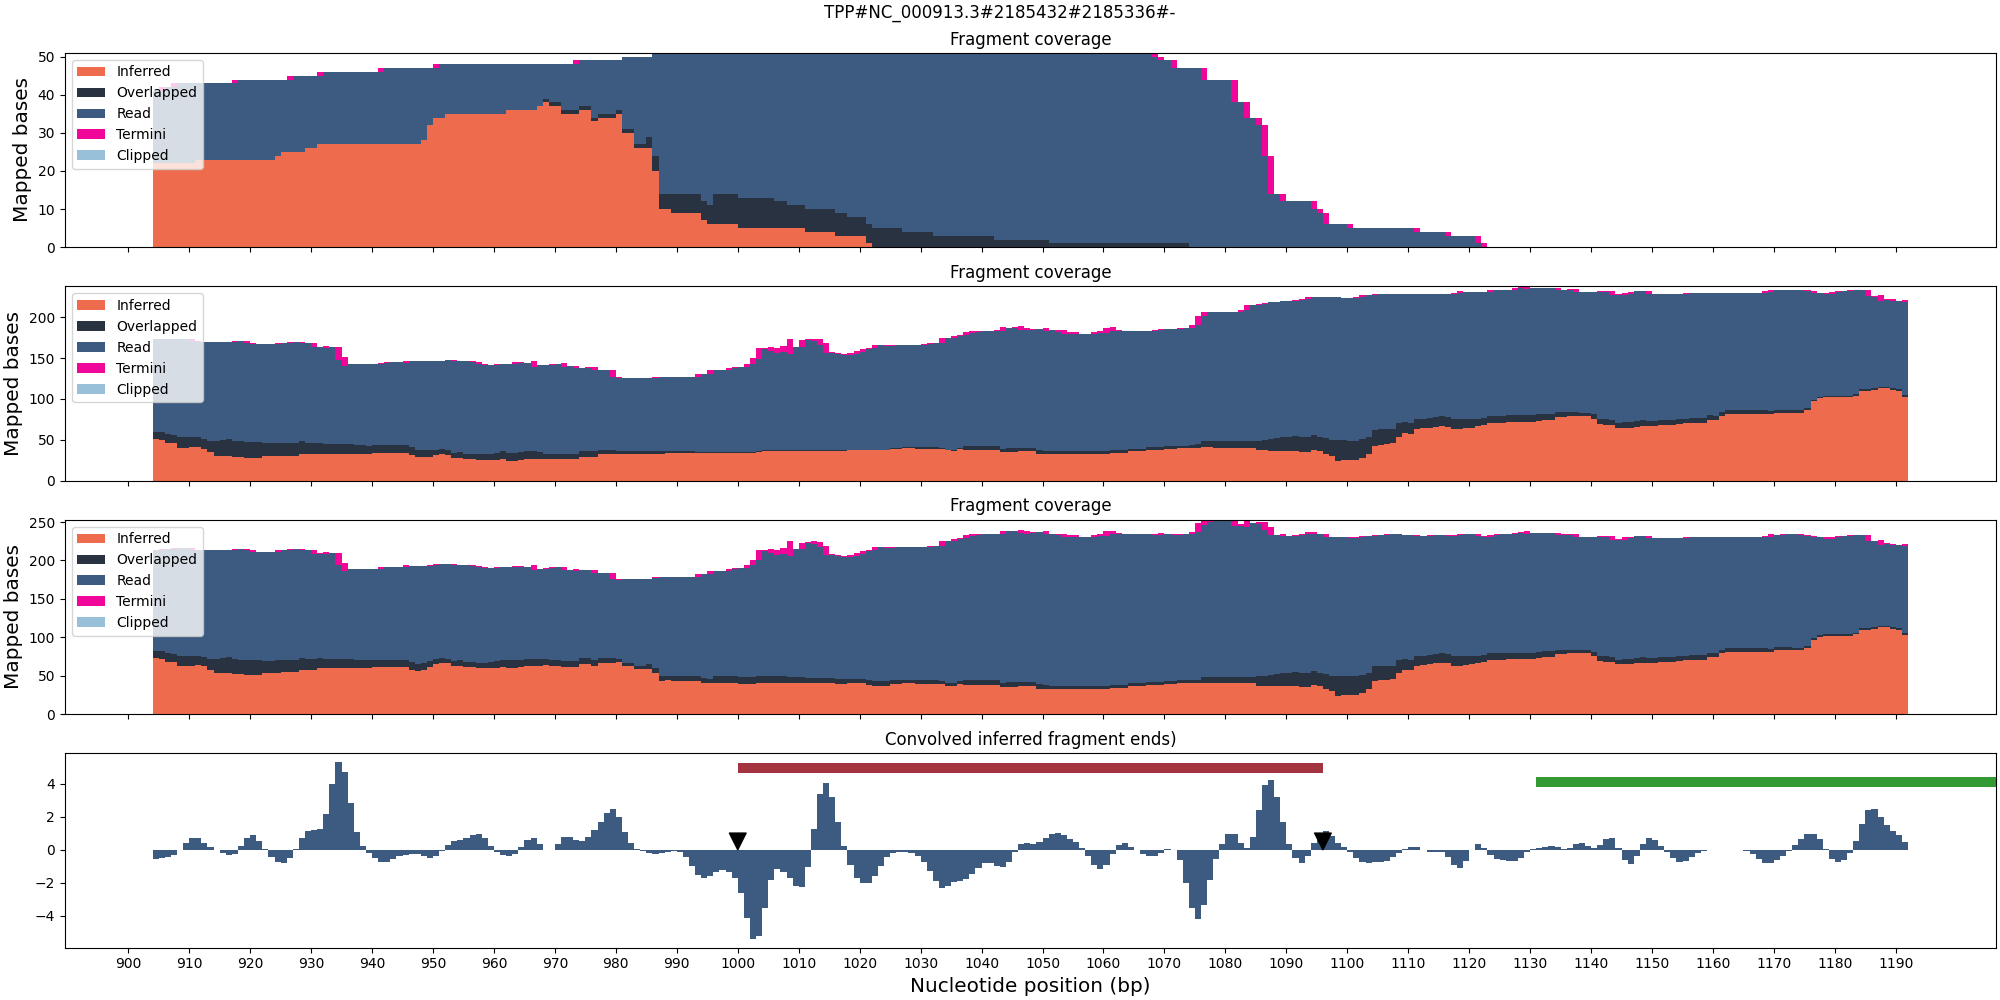 TPP#NC_000913.3#2185432#2185336#-
Fragment coverage
Mapped bases
50
40
30
20
10
0
Inferred
Overlapped
Read
Termini
Clipped
Fragment coverage
Mapped bases
200
150
100
50
0
Inferred
Overlapped
Read
Termini
Clipped
Fragment coverage
Mapped bases
250
200
150
100
50
0
Inferred
Overlapped
Read
Termini
Clipped
Convolved inferred fragment ends)
4
2
0
−2
−4
900 910 920 930 940 950 960 970 980 990 1000 1010 1020 1030 1040 1050 1060 1070 1080 1090 1100 1110 1120 1130 1140 1150 1160 1170 1180 1190
Nucleotide position (bp)